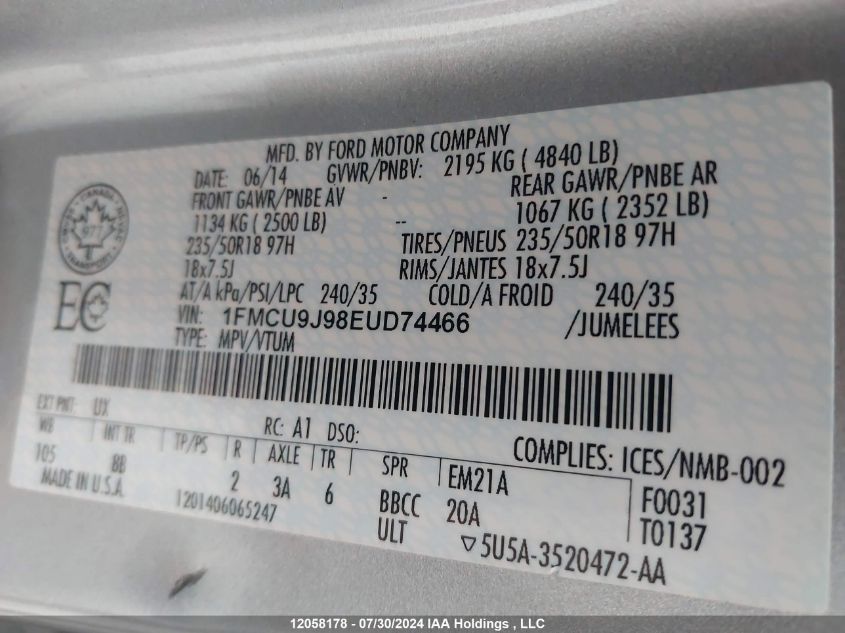 MFD. BY FORD MOTOR COMPANY
DATE: 06/14 GVWR/PNBV: 2195 KG ( 4840 LB)
FRONT GAWR/PNBE AV - REAR GAWR/PNBE AR
1134 KG ( 2500 LB) -- 1067 KG ( 2352 LB)
235/50R18 97H TIRES/PNEUS 235/50R18 97H
18x7.5J RIMS/JANTES 18x7.5J
AT/A kPa/PSI/LPC 240/35 COLD/A FROID 240/35
VIN: 1FMCU9J98EUD74466 /JUMELEES
TYPE: MPV/VTUM
CANADA
977
TRANSPORT
EC
EXT PNT: UX RC: A1 DSO:
WB INT TR TP/PS R AXLE TR SPR EM21A COMPLIES: ICES/NMB-002
105 BB 2 3A 6 BBCC 20A F0031
MADE IN U.S.A. 1201406065247 ULT T0137
▽5U5A-3520472-AA
12058178 - 07/30/2024 IAA Holdings , LLC